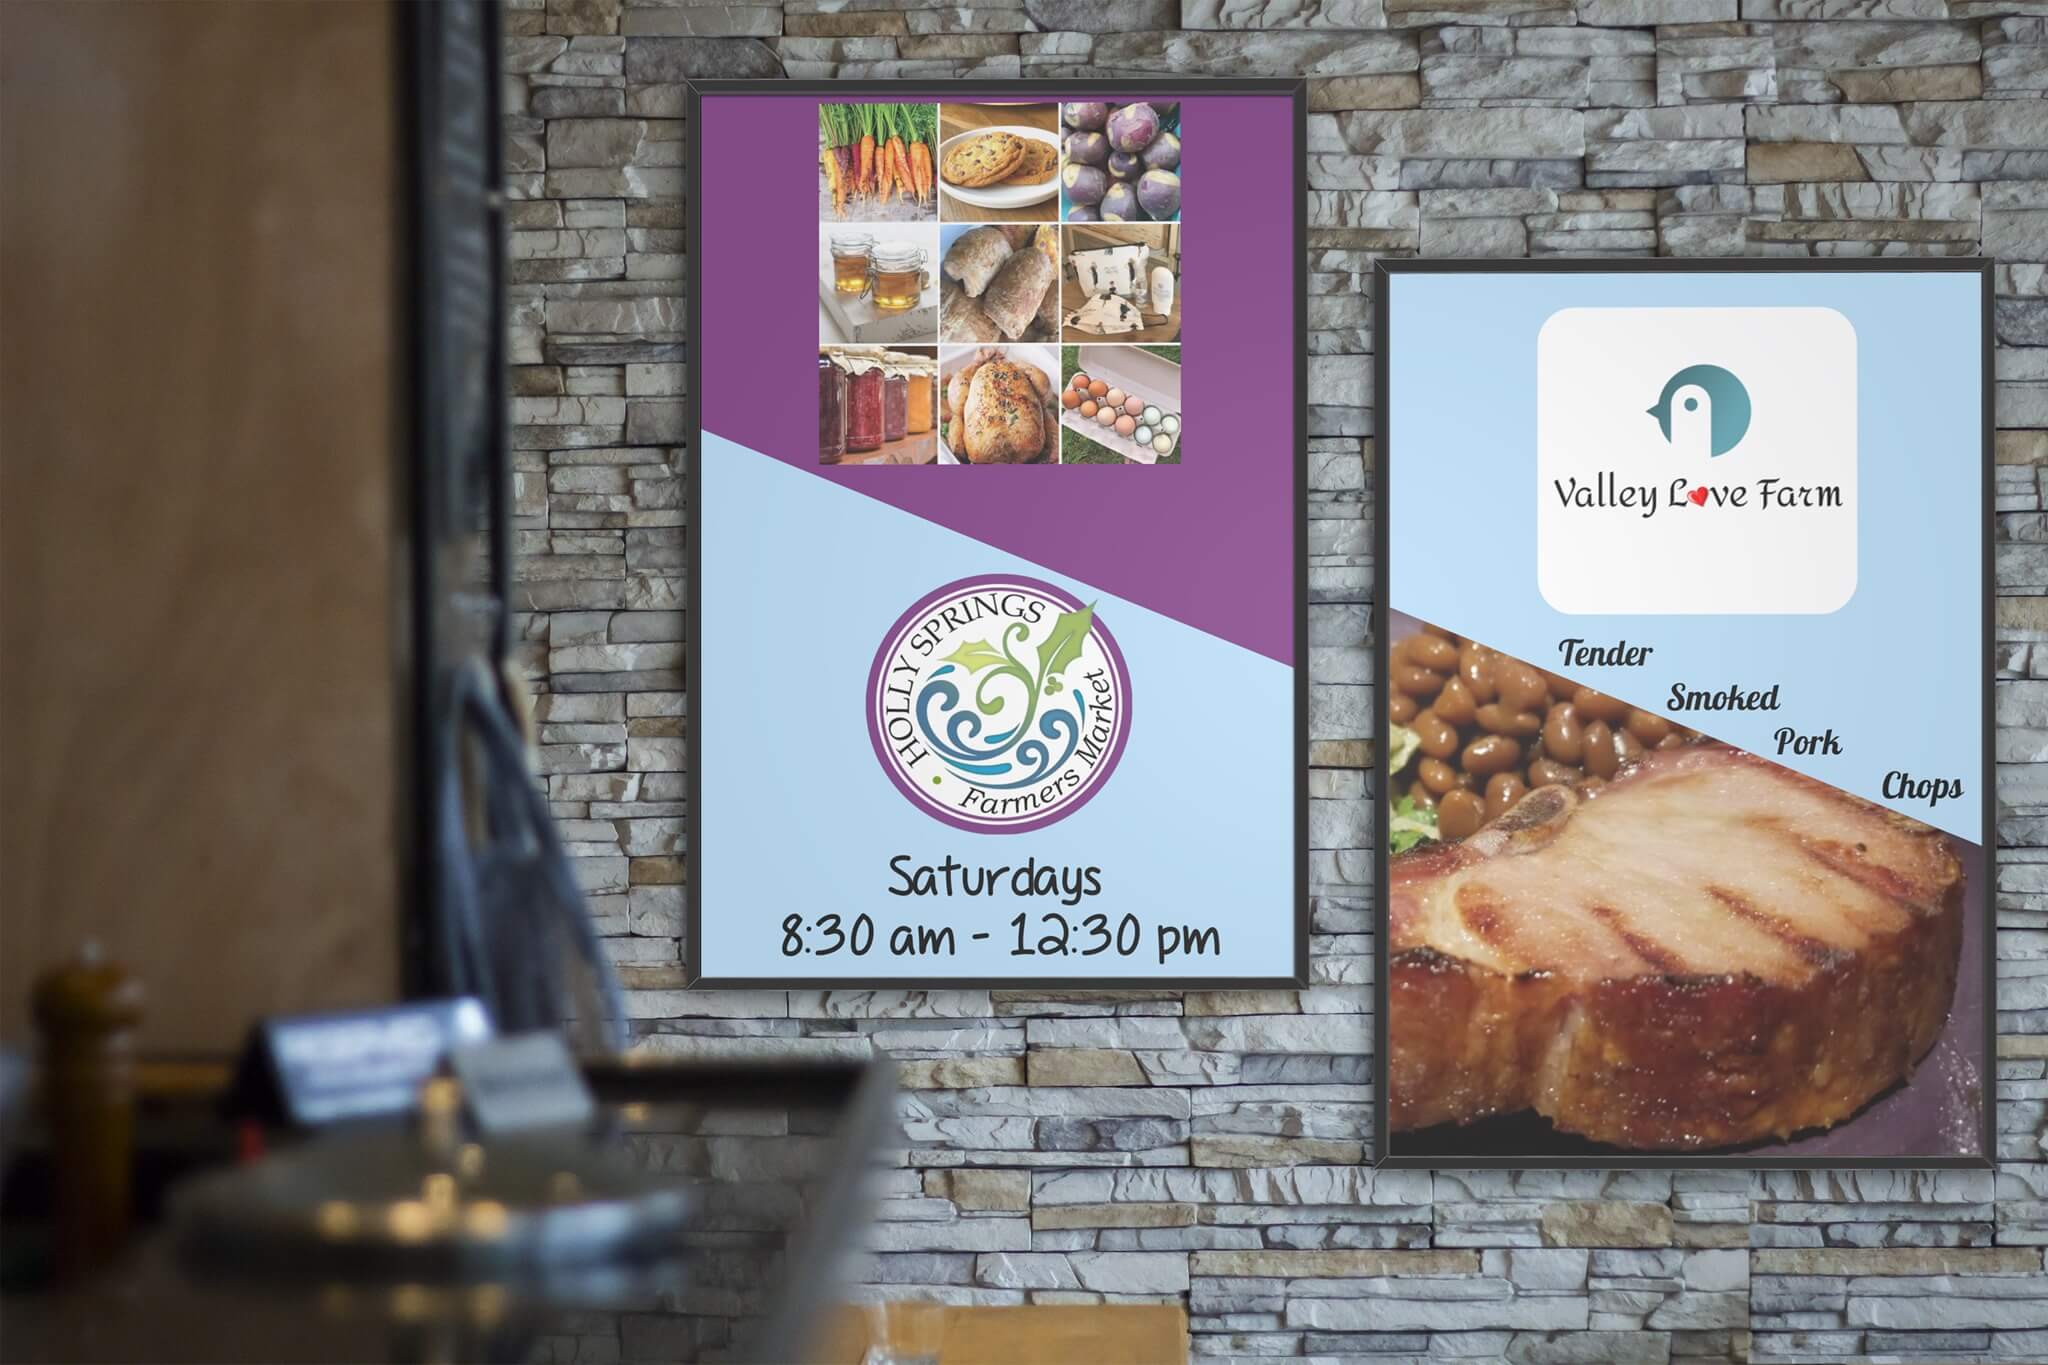 HOLLY SPRINGS
Farmers Market
Saturdays
8:30 am - 12:30 pm
Valley Love Farm
Tender
Smoked
Pork
Chops